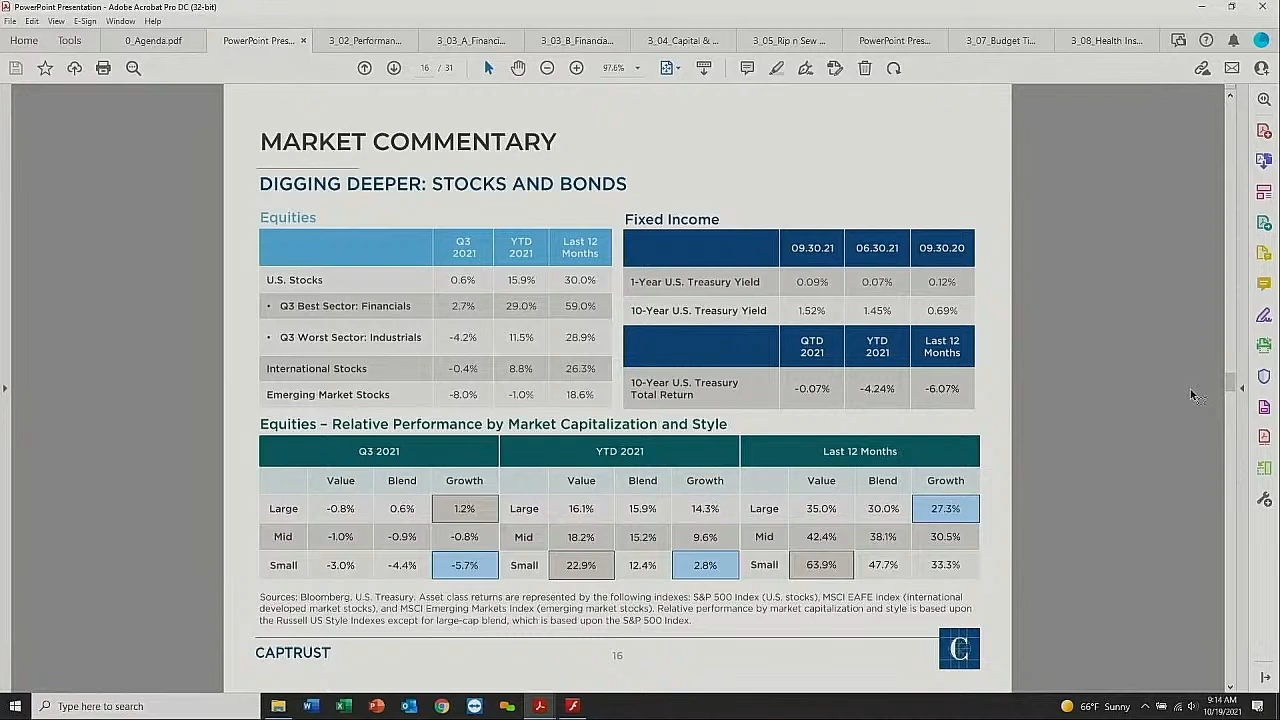 PowerPoint Presentation - Adobe Acrobat Pro DC (32-bit)
File Edit View E-Sign Window Help
Home Tools 0_Agenda.pdf PowerPoint Pres... × 3_02_Performan... 3_03_A_Financi... 3_03_B_Financia... 3_04_Capital & ... 3_05_Rip n Sew ... PowerPoint Pres... 3_07_Budget Ti... 3_08_Health Ins...
16 / 31 97.6%
MARKET COMMENTARY
DIGGING DEEPER: STOCKS AND BONDS
Equities
Q3 2021 YTD 2021 Last 12 Months
U.S. Stocks 0.6% 15.9% 30.0%
• Q3 Best Sector: Financials 2.7% 29.0% 59.0%
• Q3 Worst Sector: Industrials -4.2% 11.5% 28.9%
International Stocks -0.4% 8.8% 26.3%
Emerging Market Stocks -8.0% -1.0% 18.6%
Fixed Income
09.30.21 06.30.21 09.30.20
1-Year U.S. Treasury Yield 0.09% 0.07% 0.12%
10-Year U.S. Treasury Yield 1.52% 1.45% 0.69%
QTD 2021 YTD 2021 Last 12 Months
10-Year U.S. Treasury Total Return -0.07% -4.24% -6.07%
Equities – Relative Performance by Market Capitalization and Style
Q3 2021 YTD 2021 Last 12 Months
Value Blend Growth Value Blend Growth Value Blend Growth
Large -0.8% 0.6% 1.2% Large 16.1% 15.9% 14.3% Large 35.0% 30.0% 27.3%
Mid -1.0% -0.9% -0.8% Mid 18.2% 15.2% 9.6% Mid 42.4% 38.1% 30.5%
Small -3.0% -4.4% -5.7% Small 22.9% 12.4% 2.8% Small 63.9% 47.7% 33.3%
Sources: Bloomberg, U.S. Treasury. Asset class returns are represented by the following indexes: S&P 500 Index (U.S. stocks), MSCI EAFE Index (international
developed market stocks), and MSCI Emerging Markets Index (emerging market stocks). Relative performance by market capitalization and style is based upon
the Russell US Style Indexes except for large-cap blend, which is based upon the S&P 500 Index.
CAPTRUST 16 C
Type here to search 66°F Sunny 9:14 AM
10/19/2021